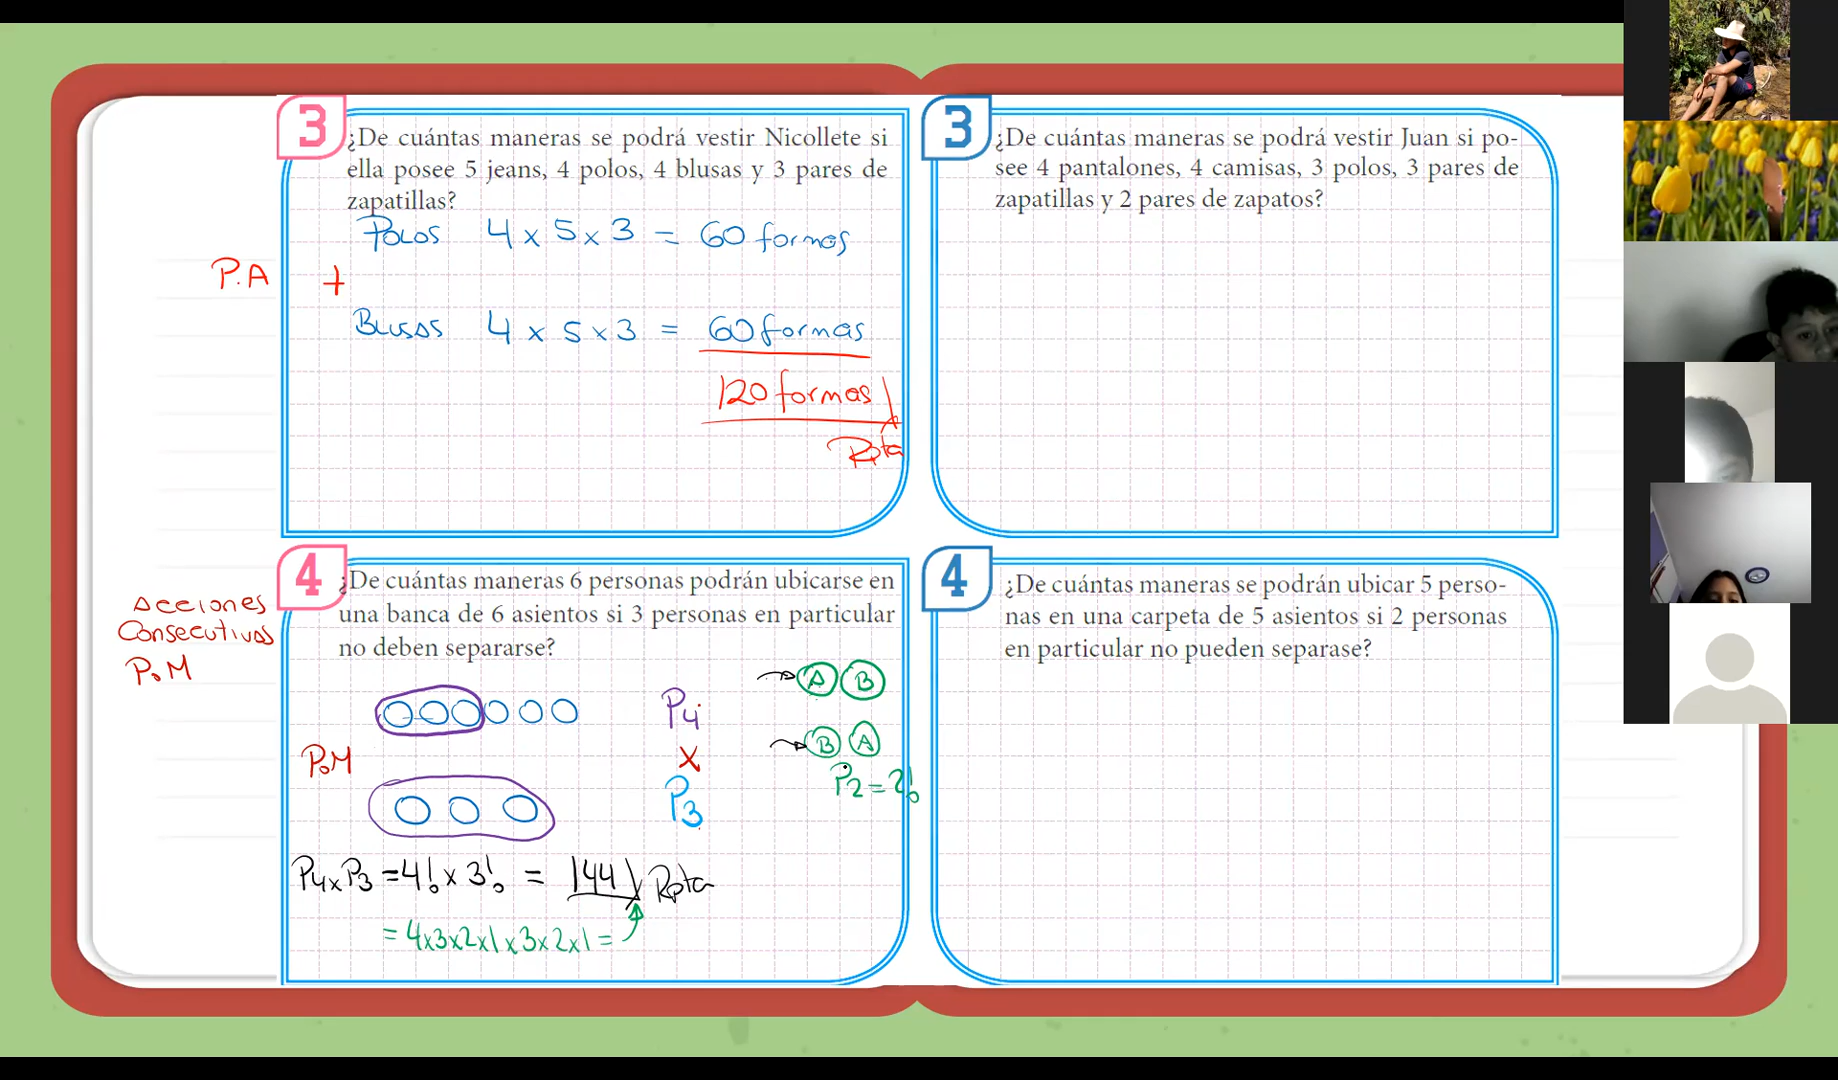 3
¿De cuántas maneras se podrá vestir Nicollete si
ella posee 5 jeans, 4 polos, 4 blusas y 3 pares de
zapatillas?
POLOS 4 x 5 x 3 = 60 formas
P.A +
BLUSAS 4 x 5 x 3 = 60 formas
120 formas
Rpta
3
¿De cuántas maneras se podrá vestir Juan si po-
see 4 pantalones, 4 camisas, 3 polos, 3 pares de
zapatillas y 2 pares de zapatos?
4
¿De cuántas maneras 6 personas podrán ubicarse en
una banca de 6 asientos si 3 personas en particular
no deben separarse?
Acciones
Consecutivas
P.M
A B
P4
B A
P.M x
P2 = 2!
P3
P4 x P3 = 4! x 3! = 144 Rpta
= 4x3x2x1x3x2x1 =
4
¿De cuántas maneras se podrán ubicar 5 perso-
nas en una carpeta de 5 asientos si 2 personas
en particular no pueden separase?